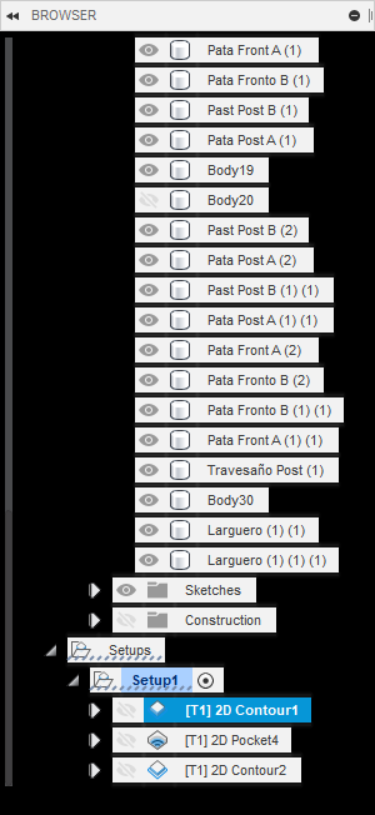 BROWSER
Pata Front A (1)
Pata Fronto B (1)
Past Post B (1)
Pata Post A (1)
Body19
Body20
Past Post B (2)
Pata Post A (2)
Past Post B (1) (1)
Pata Post A (1) (1)
Pata Front A (2)
Pata Fronto B (2)
Pata Fronto B (1) (1)
Pata Front A (1) (1)
Travesaño Post (1)
Body30
Larguero (1) (1)
Larguero (1) (1) (1)
Sketches
Construction
Setups
Setup1
[T1] 2D Contour1
[T1] 2D Pocket4
[T1] 2D Contour2